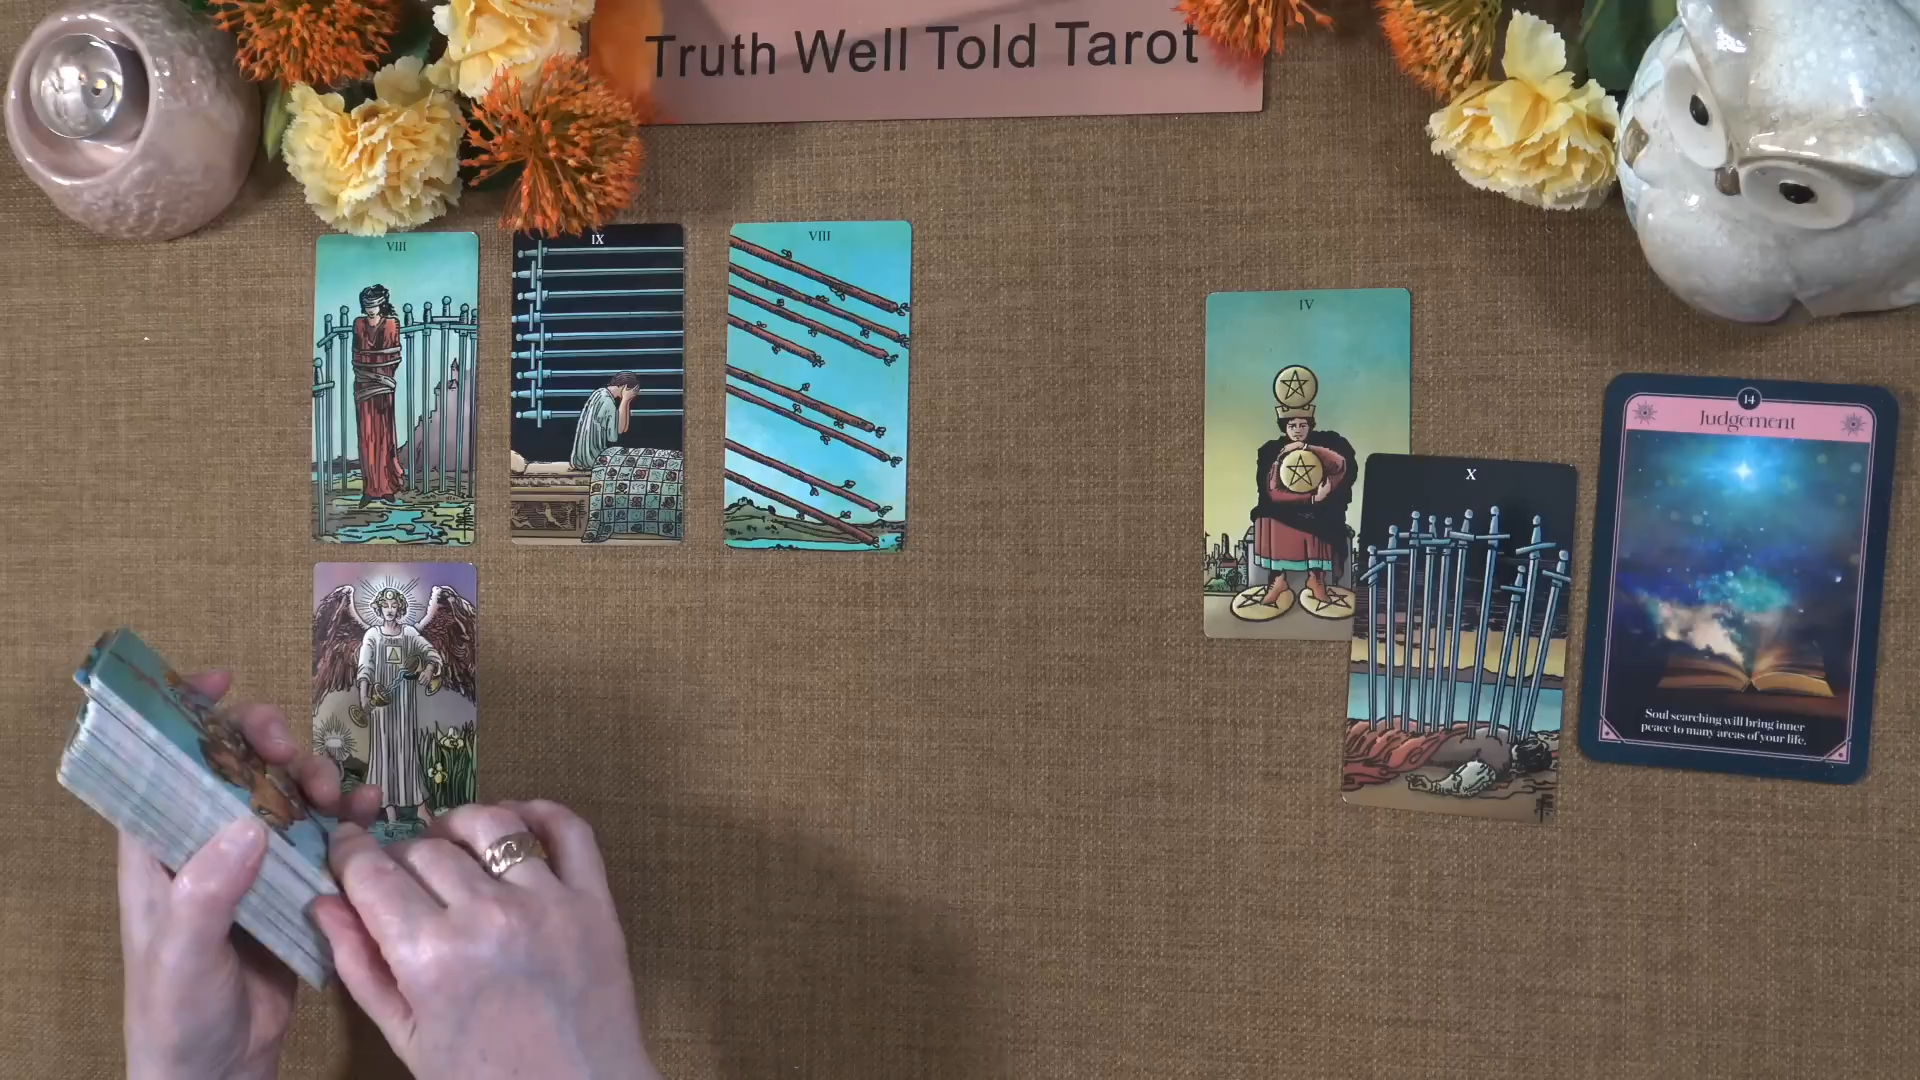 Truth Well Told Tarot
VIII
IX
VIII
IV
X
14
Judgement
Soul searching will bring inner
peace to many areas of your life.